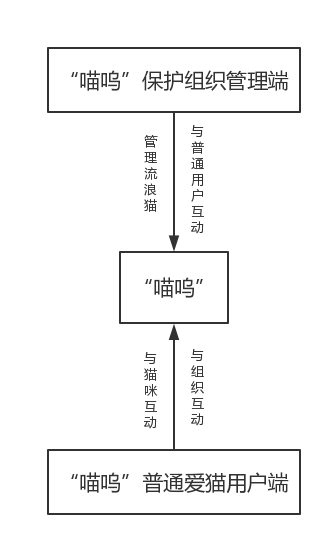 “喵呜”保护组织管理端
管理流浪猫
与普通用户互动
“喵呜”
与猫咪互动
与组织互动
“喵呜”普通爱猫用户端